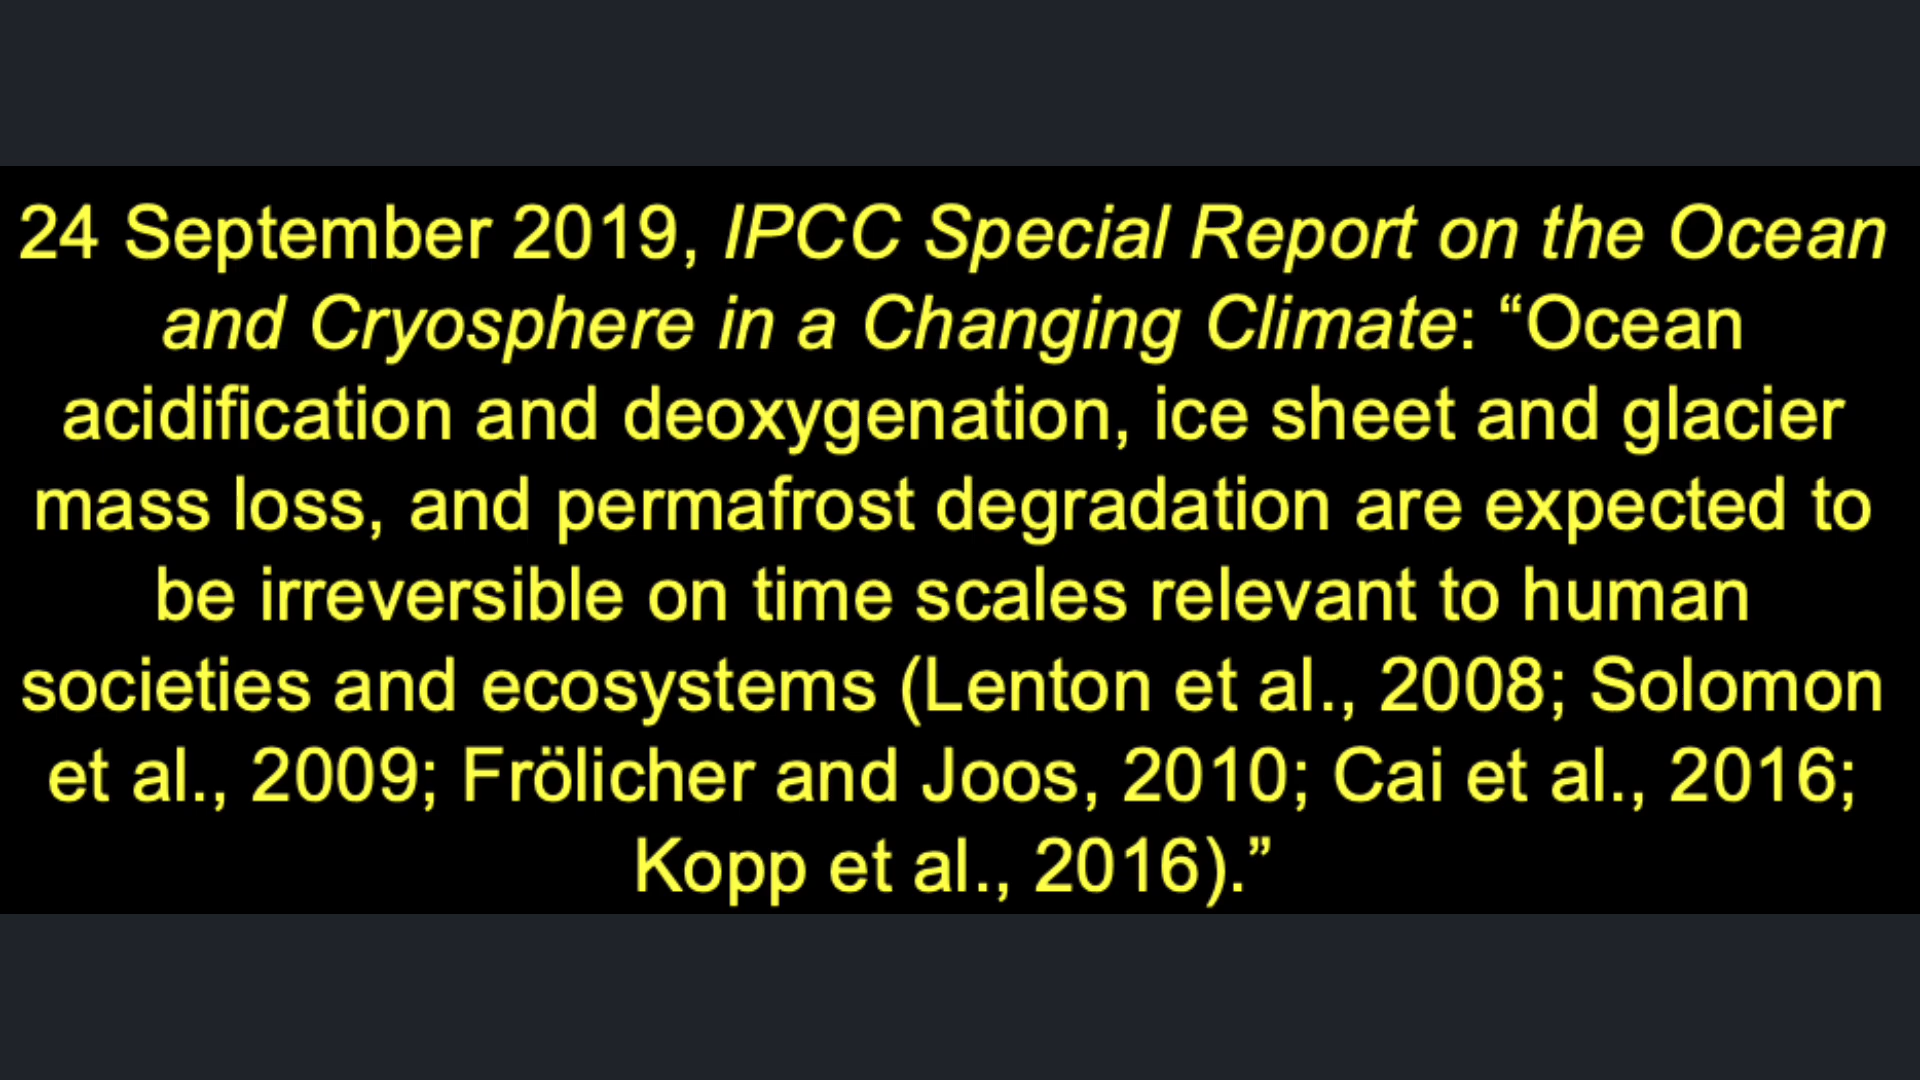 24 September 2019, IPCC Special Report on the Ocean
and Cryosphere in a Changing Climate: “Ocean
acidification and deoxygenation, ice sheet and glacier
mass loss, and permafrost degradation are expected to
be irreversible on time scales relevant to human
societies and ecosystems (Lenton et al., 2008; Solomon
et al., 2009; Frölicher and Joos, 2010; Cai et al., 2016;
Kopp et al., 2016).”